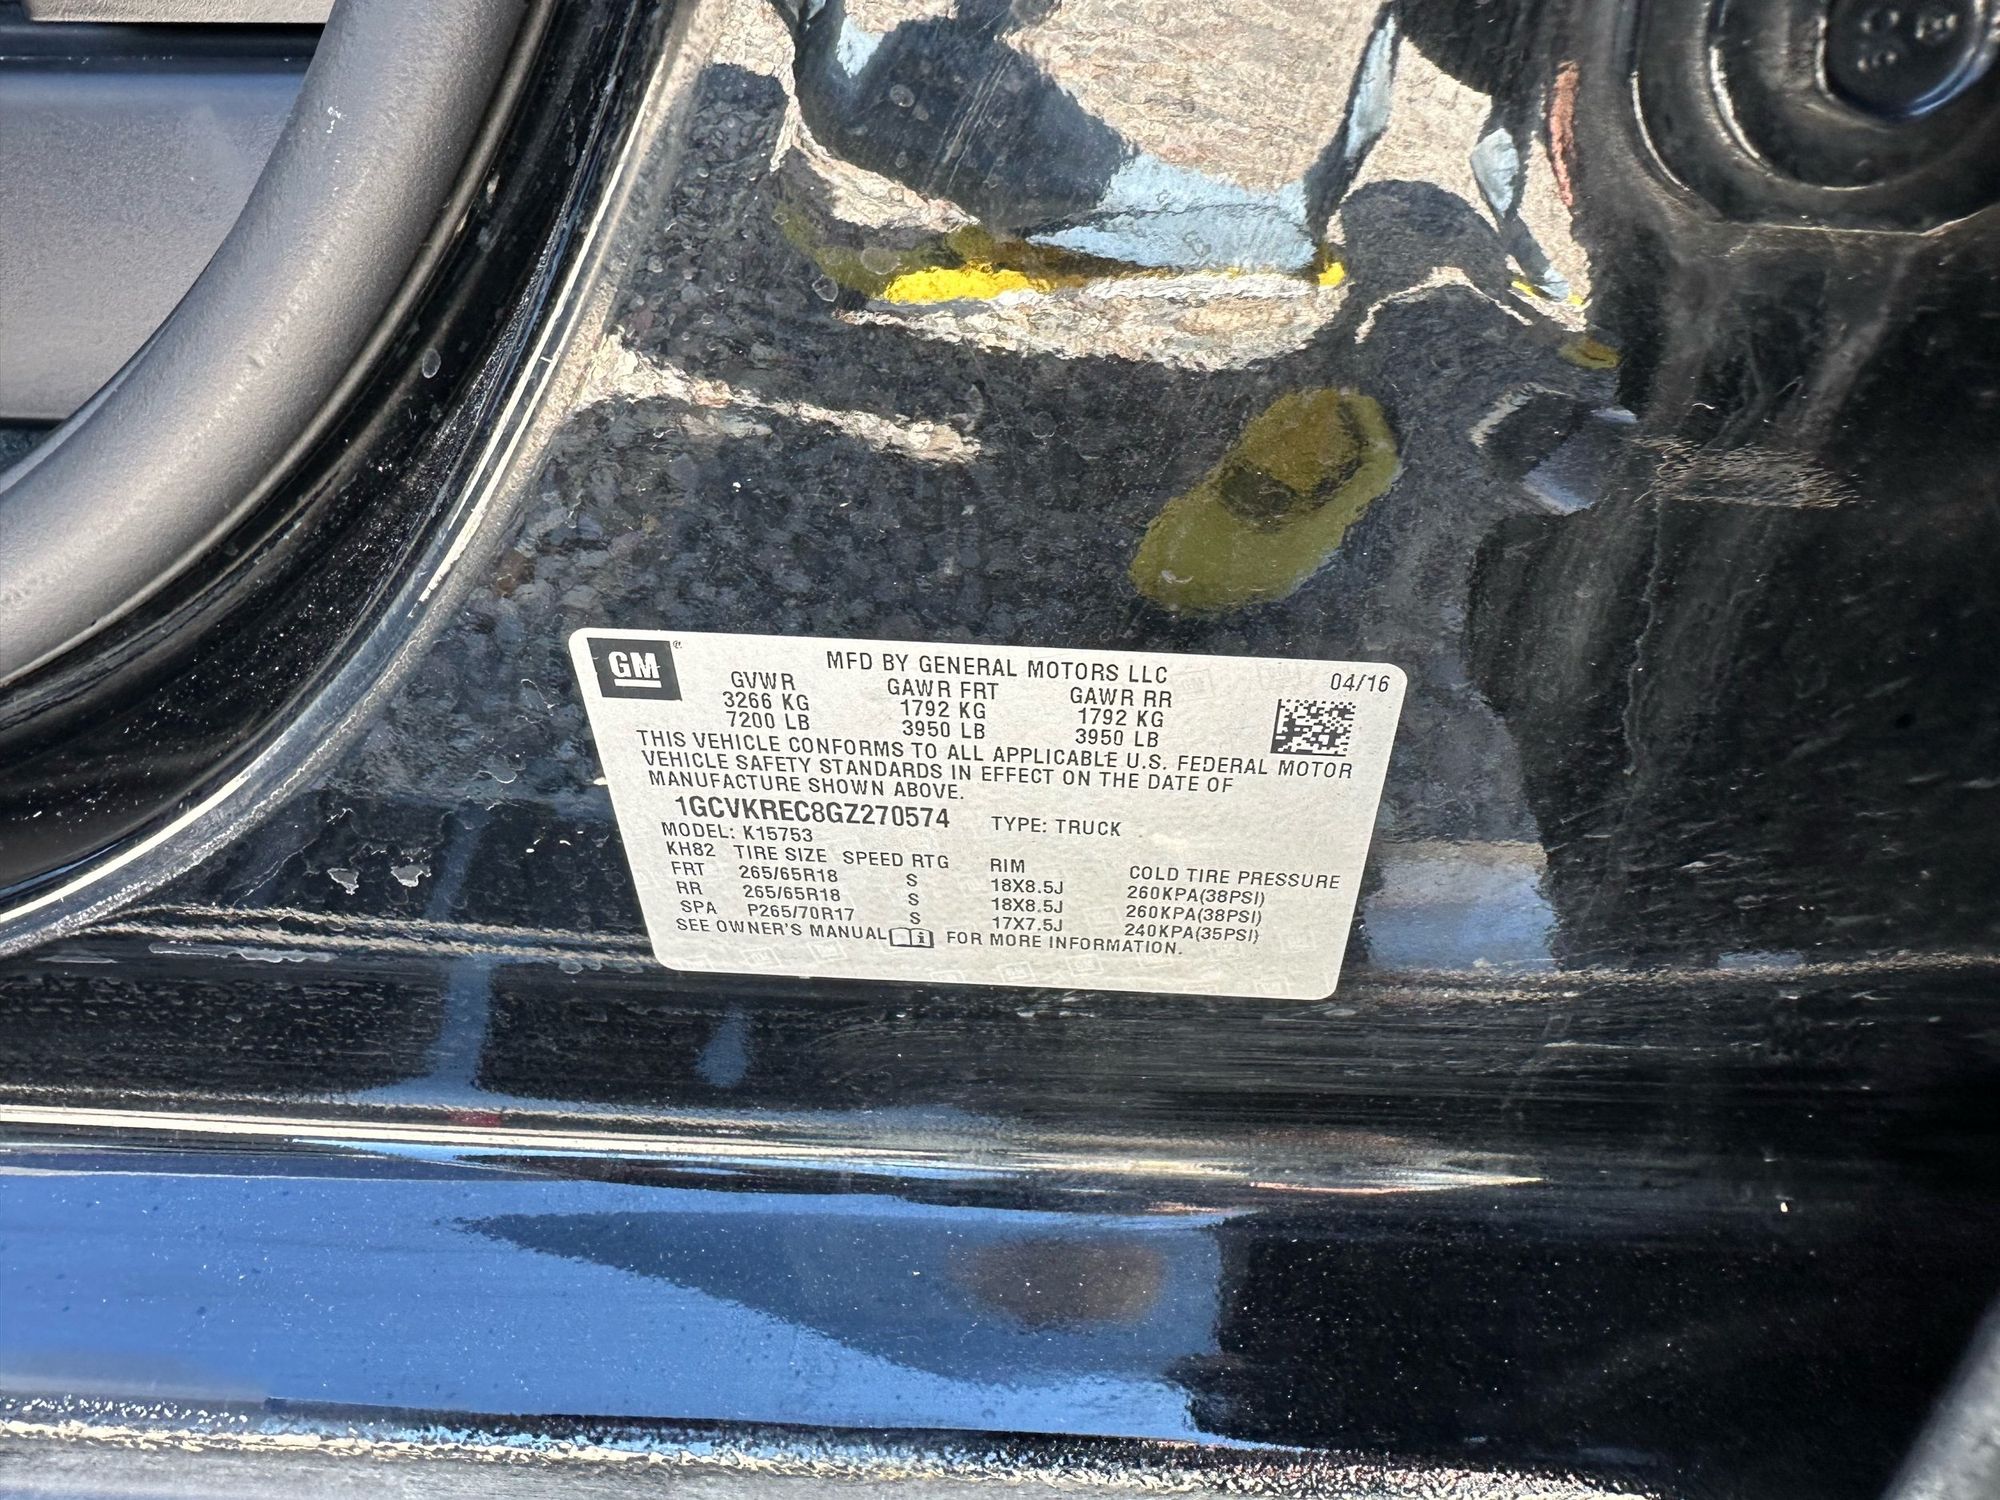 GM
MFD BY GENERAL MOTORS LLC
04/16
GVWR GAWR FRT GAWR RR
3266 KG 1792 KG 1792 KG
7200 LB 3950 LB 3950 LB
THIS VEHICLE CONFORMS TO ALL APPLICABLE U.S. FEDERAL MOTOR
VEHICLE SAFETY STANDARDS IN EFFECT ON THE DATE OF
MANUFACTURE SHOWN ABOVE.
1GCVKREC8GZ270574 TYPE: TRUCK
MODEL: K15753
KH82 TIRE SIZE SPEED RTG RIM COLD TIRE PRESSURE
FRT 265/65R18 S 18X8.5J 260KPA(38PSI)
RR 265/65R18 S 18X8.5J 260KPA(38PSI)
SPA P265/70R17 S 17X7.5J 240KPA(35PSI)
SEE OWNER'S MANUAL FOR MORE INFORMATION.